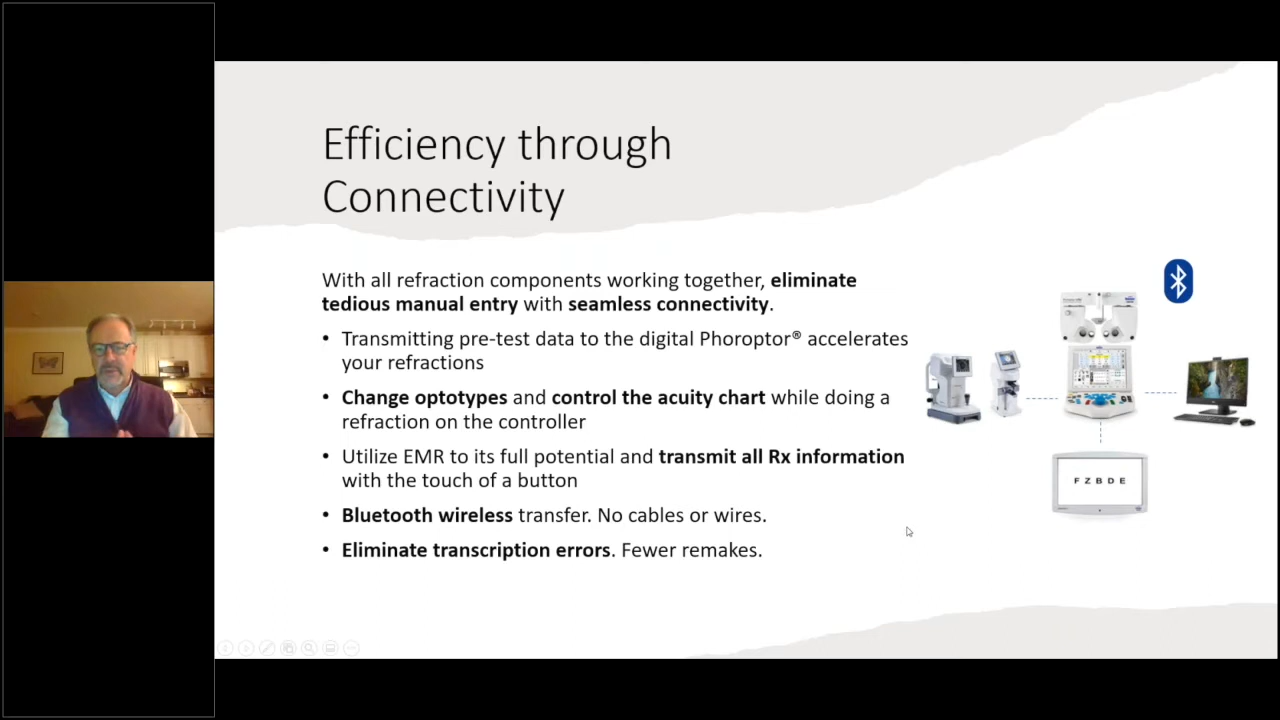 Efficiency through
Connectivity
With all refraction components working together, eliminate
tedious manual entry with seamless connectivity.
• Transmitting pre-test data to the digital Phoroptor® accelerates
your refractions
• Change optotypes and control the acuity chart while doing a
refraction on the controller
• Utilize EMR to its full potential and transmit all Rx information
with the touch of a button
• Bluetooth wireless transfer. No cables or wires.
• Eliminate transcription errors. Fewer remakes.
F Z B D E